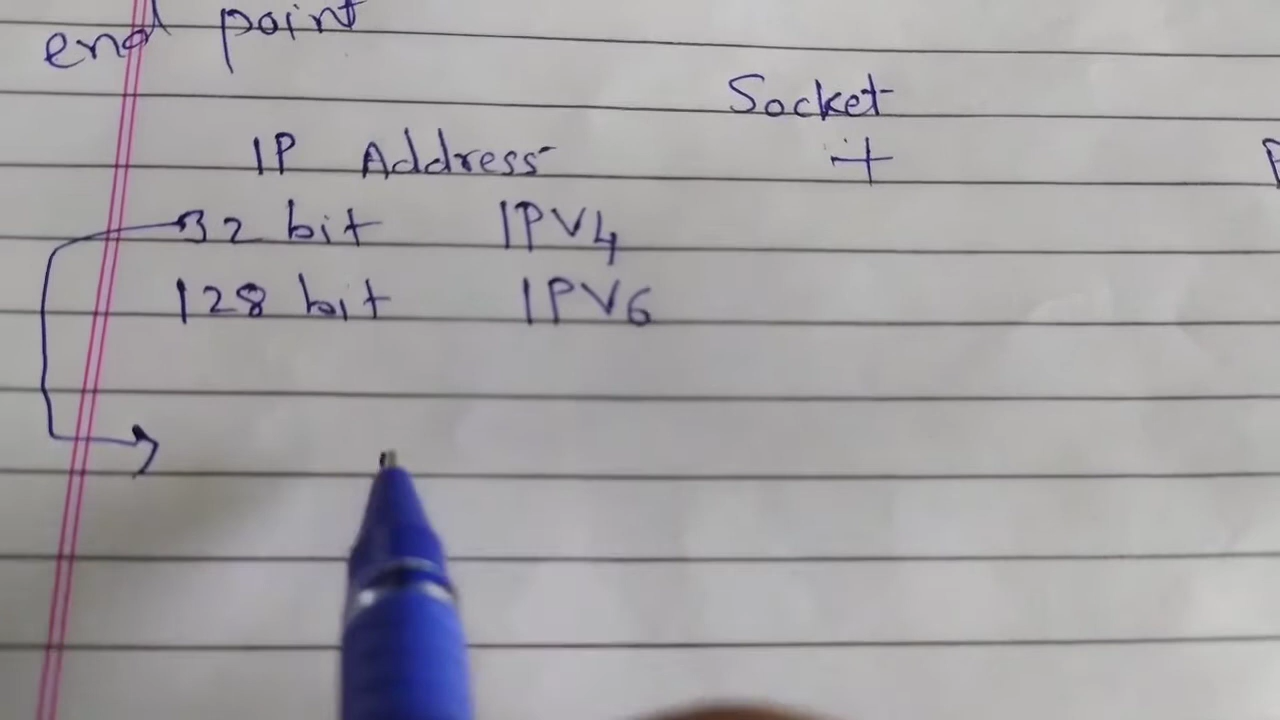 end point
Socket
IP Address +
32 bit IPV4
128 bit IPV6